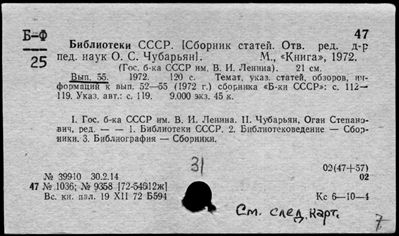 Б-Ф
25
47
Библиотеки СССР. [Сборник статей. Отв. ред. д-р
пед. наук О. С. Чубарьян]. М., «Книга», 1972.
(Гос. б-ка СССР им. В. И. Ленина). 21 см.
Вып. 55. 1972. 120 с. Темат. указ. статей, обзоров, ин-
формаций к вып. 52—55 (1972 г.) сборника «Б-ки СССР»: с. 112—
119. Указ. авт.: с. 119. 9.000 экз. 45 к.
I. Гос. б-ка СССР им. В. И. Ленина. II. Чубарьян, Оган Степано-
вич, ред. — — 1. Библиотеки СССР. 2. Библиотековедение — Сбор-
ники. 3. Библиография — Сборники.
31
02(47+57)
02
№ 39910 30.2.14
47 № 1036; № 9358 [72-54612ж]
Вс. кн. пал. 19 XII 72 Б594
Кс 6—10—4
См. след. карт.
7